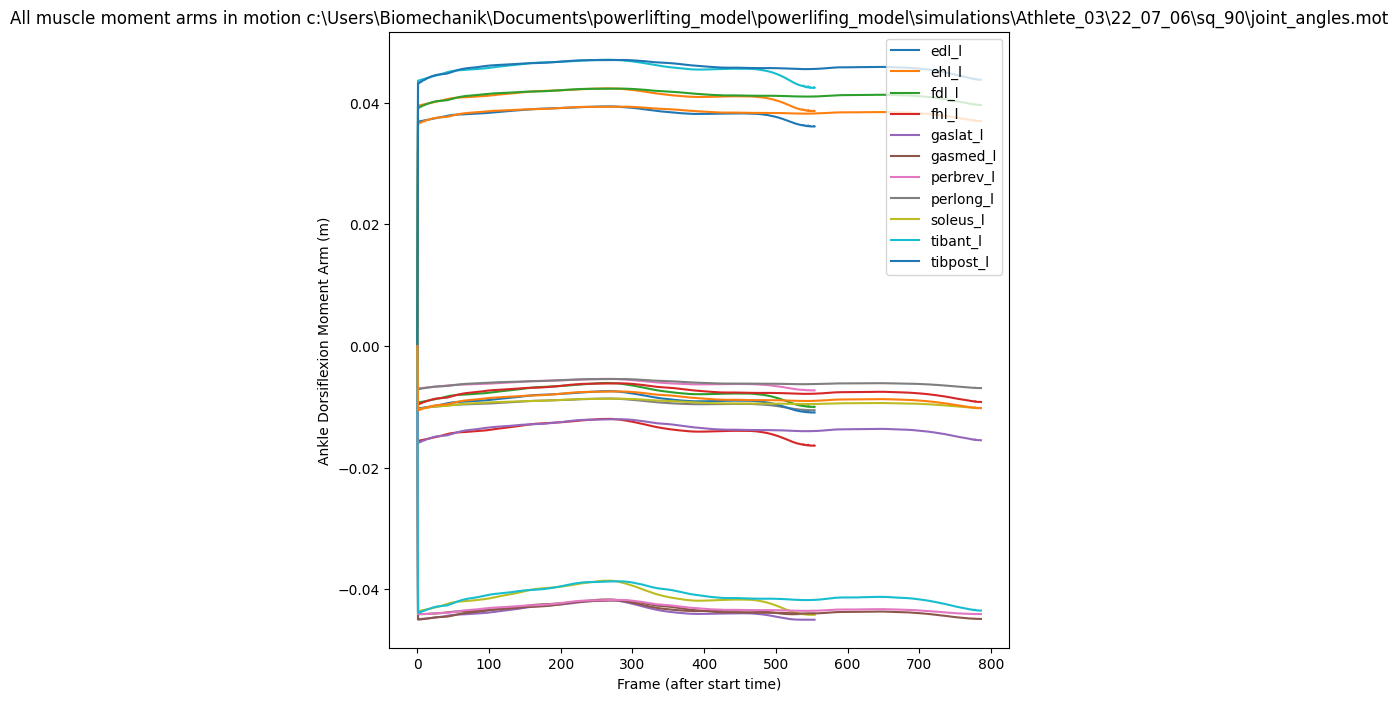 All muscle moment arms in motion c:\Users\Biomechanik\Documents\powerlifting_model\powerlifing_model\simulations\Athlete_03\22_07_06\sq_90\joint_angles.mot
edl_l
ehl_l
fdl_l
fhl_l
gaslat_l
gasmed_l
perbrev_l
perlong_l
soleus_l
tibant_l
tibpost_l
Ankle Dorsiflexion Moment Arm (m)
0.04
0.02
0.00
−0.02
−0.04
0 100 200 300 400 500 600 700 800
Frame (after start time)